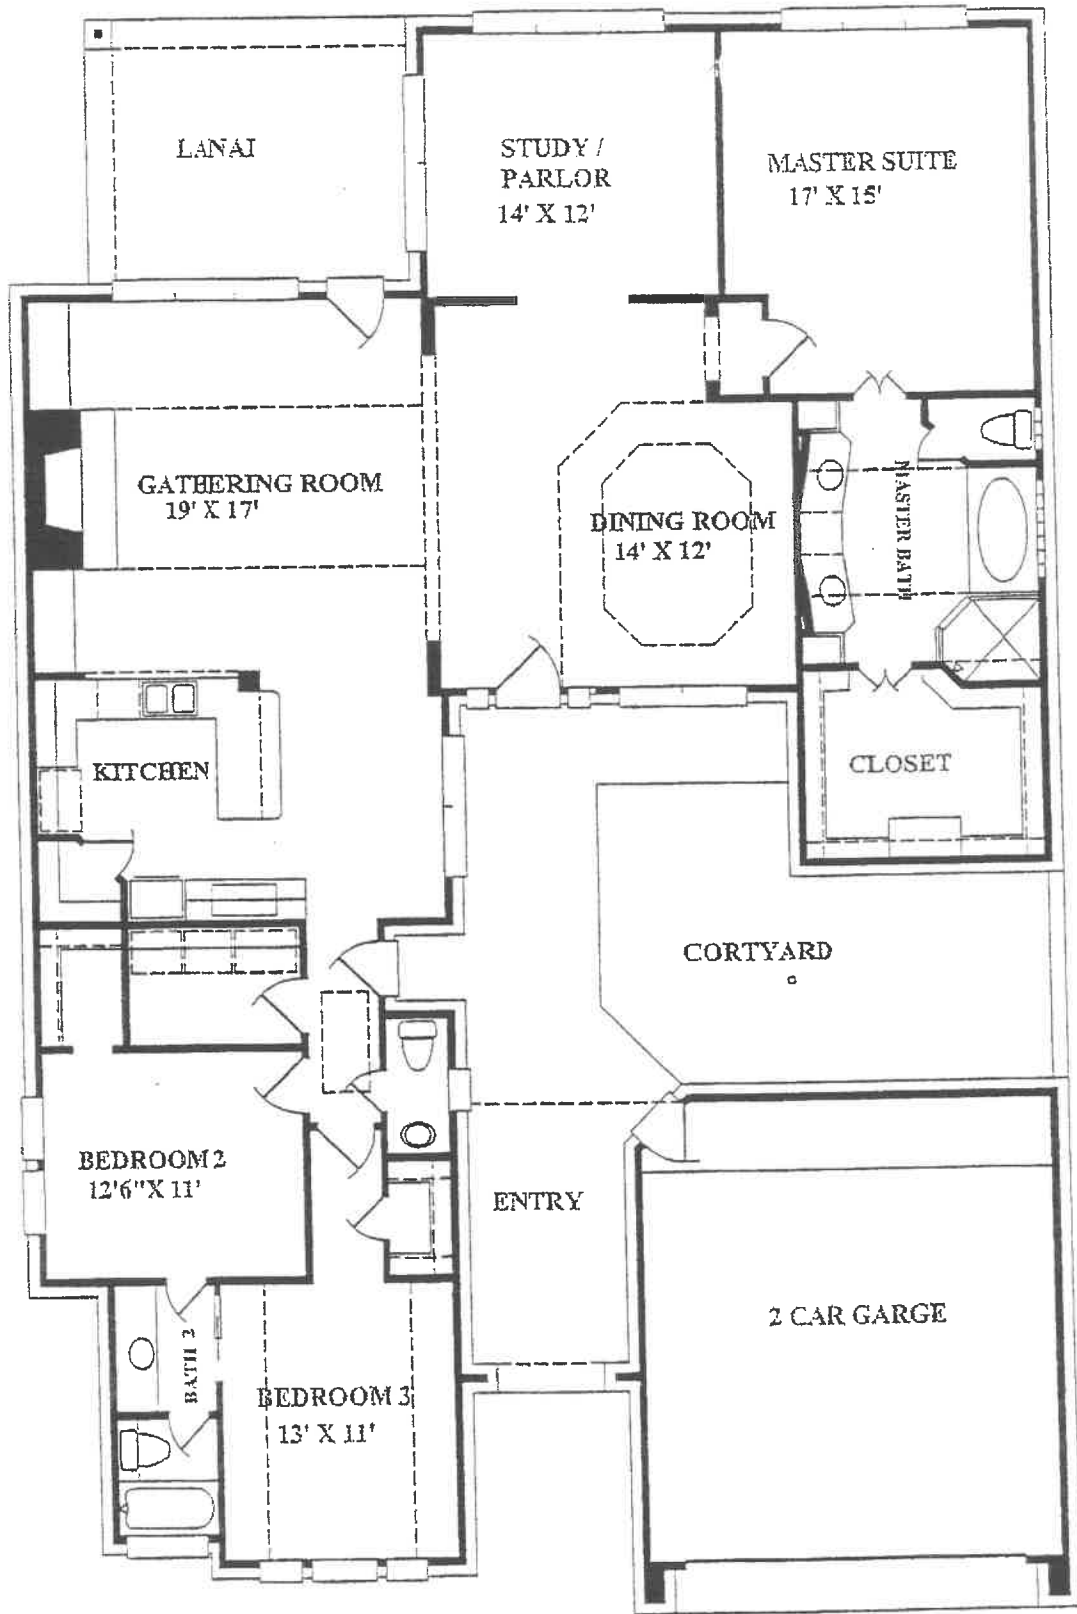 LANAI
STUDY /
PARLOR
14' X 12'
MASTER SUITE
17' X 15'
GATHERING ROOM
19' X 17'
DINING ROOM
14' X 12'
MASTER BATH
KITCHEN
CLOSET
CORTYARD
BEDROOM 2
12'6" X 11'
ENTRY
2 CAR GARGE
BATH 2
BEDROOM 3
13' X 11'